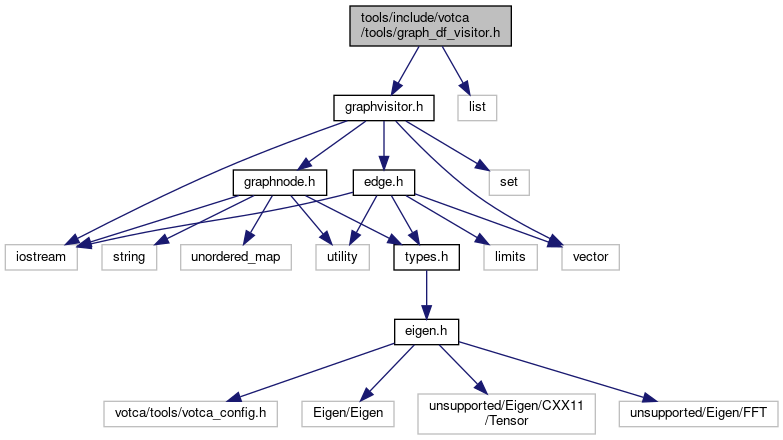 tools/include/votca
/tools/graph_df_visitor.h
graphvisitor.h
list
graphnode.h
edge.h
set
iostream
string
unordered_map
utility
types.h
limits
vector
eigen.h
votca/tools/votca_config.h
Eigen/Eigen
unsupported/Eigen/CXX11
/Tensor
unsupported/Eigen/FFT